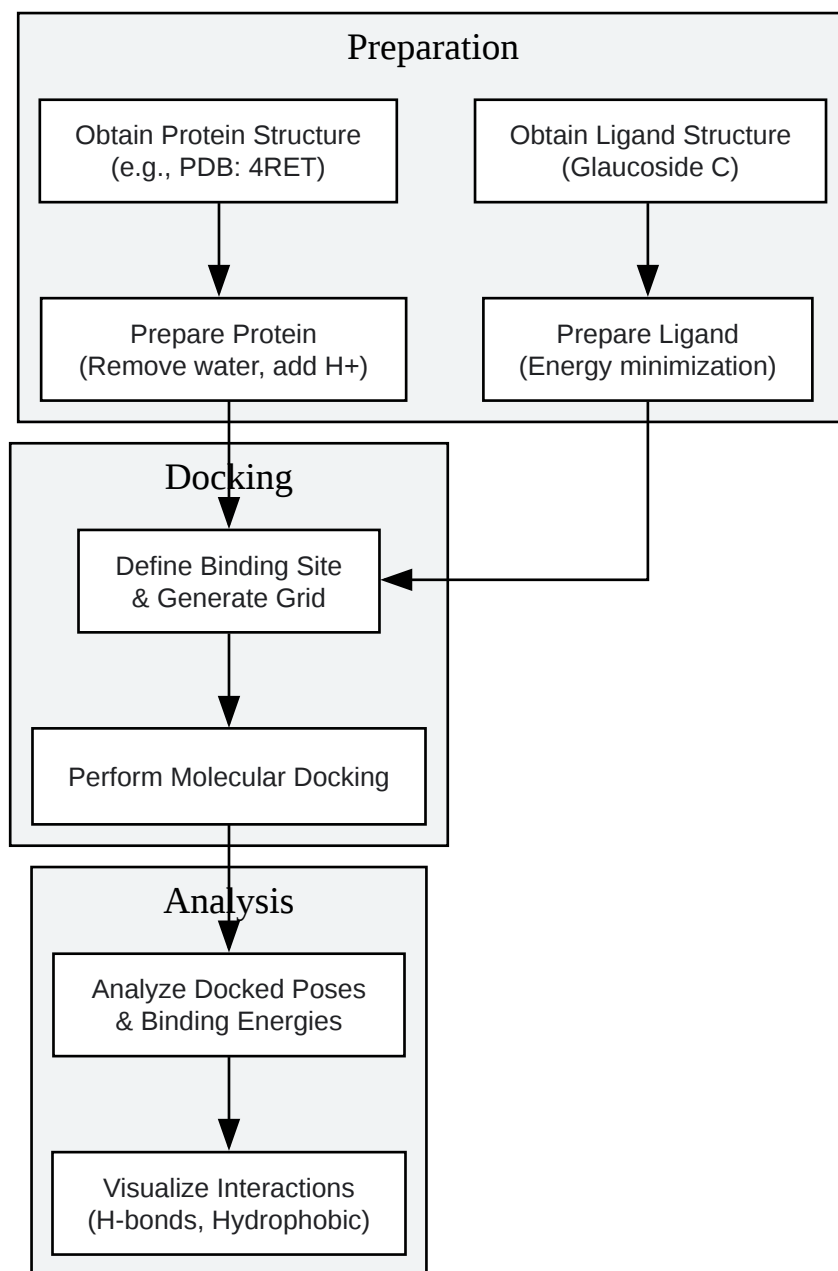 Preparation
Obtain Protein Structure
(e.g., PDB: 4RET)
Obtain Ligand Structure
(Glaucoside C)
Prepare Protein
(Remove water, add H+)
Prepare Ligand
(Energy minimization)
Docking
Define Binding Site
& Generate Grid
Perform Molecular Docking
Analysis
Analyze Docked Poses
& Binding Energies
Visualize Interactions
(H-bonds, Hydrophobic)